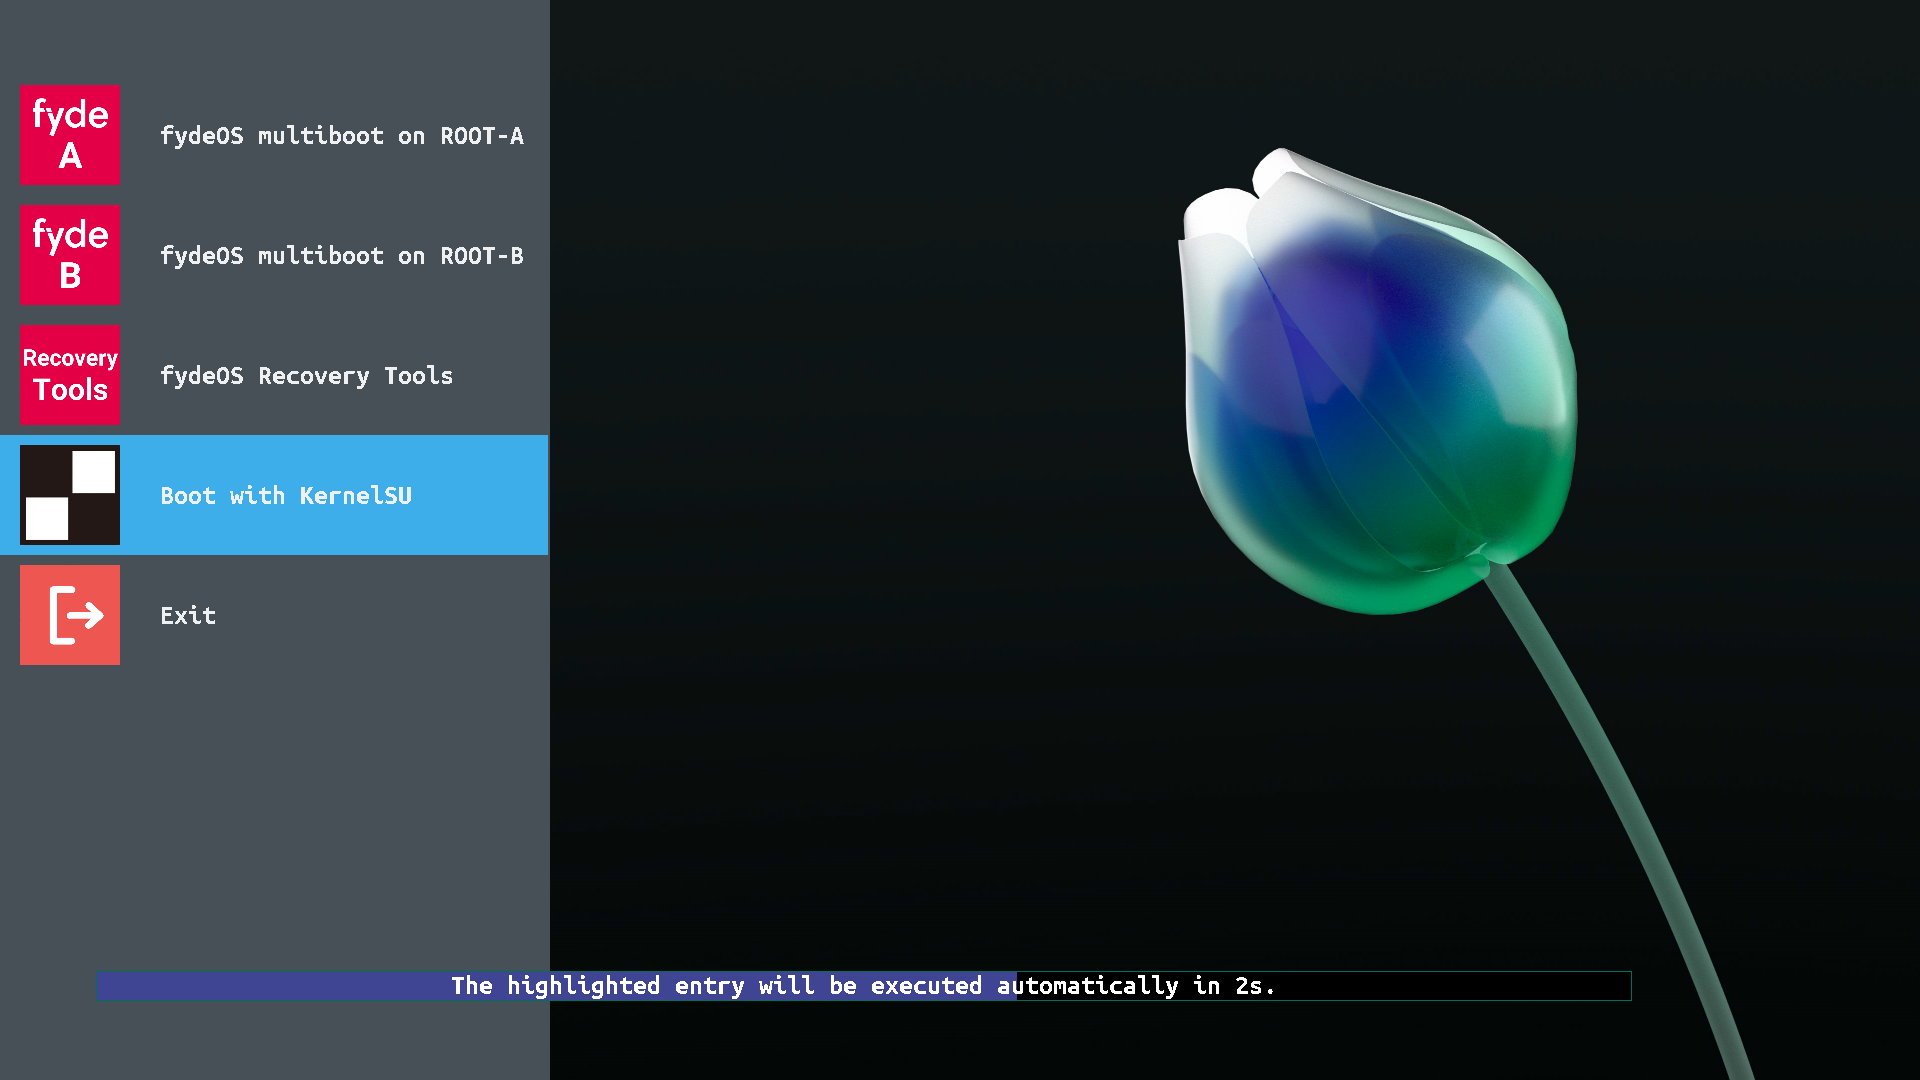 fyde
A
fydeOS multiboot on ROOT-A
fyde
B
fydeOS multiboot on ROOT-B
Recovery
Tools
fydeOS Recovery Tools
Boot with KernelSU
Exit
The highlighted entry will be executed automatically in 2s.